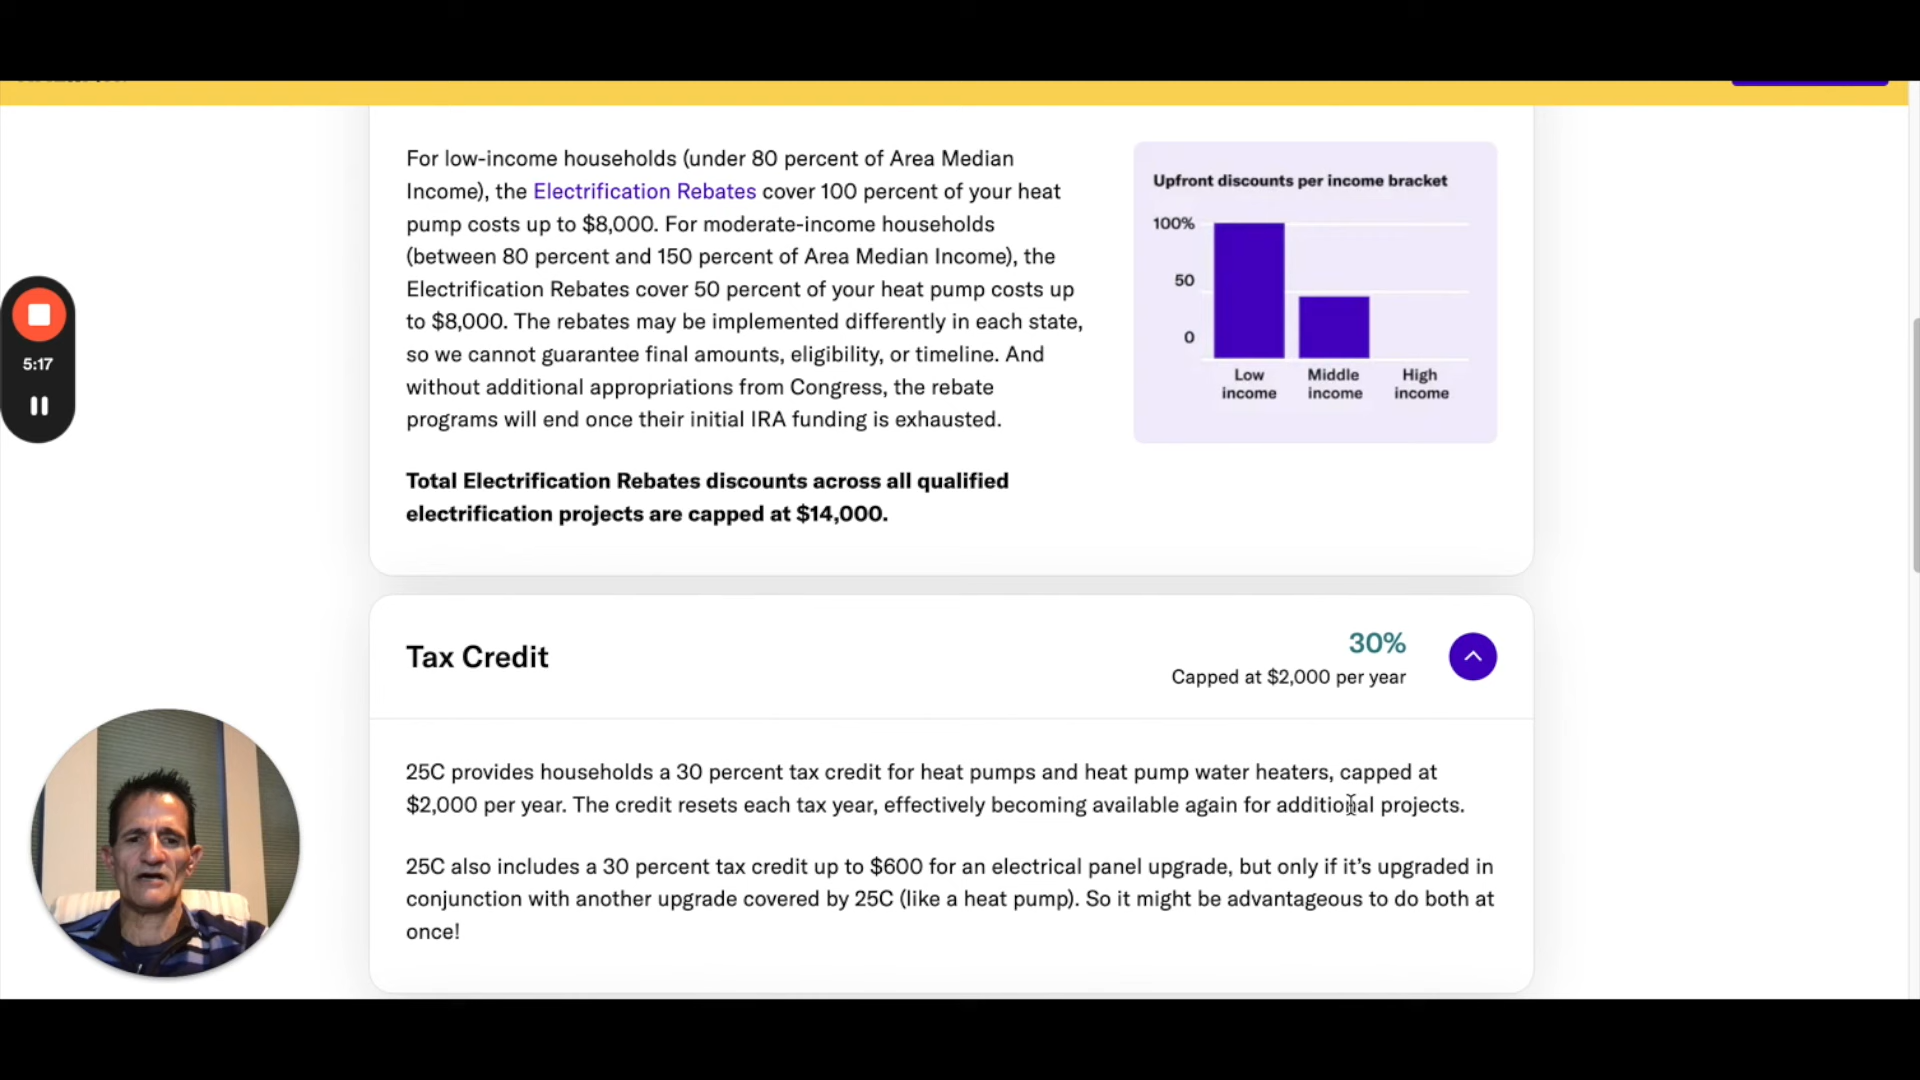 For low-income households (under 80 percent of Area Median
Income), the Electrification Rebates cover 100 percent of your heat
pump costs up to $8,000. For moderate-income households
(between 80 percent and 150 percent of Area Median Income), the
Electrification Rebates cover 50 percent of your heat pump costs up
to $8,000. The rebates may be implemented differently in each state,
so we cannot guarantee final amounts, eligibility, or timeline. And
without additional appropriations from Congress, the rebate
programs will end once their initial IRA funding is exhausted.
Total Electrification Rebates discounts across all qualified
electrification projects are capped at $14,000.
Upfront discounts per income bracket
100%
50
0
Low income
Middle income
High income
5:17
Tax Credit
30%
Capped at $2,000 per year
25C provides households a 30 percent tax credit for heat pumps and heat pump water heaters, capped at
$2,000 per year. The credit resets each tax year, effectively becoming available again for additional projects.
25C also includes a 30 percent tax credit up to $600 for an electrical panel upgrade, but only if it’s upgraded in
conjunction with another upgrade covered by 25C (like a heat pump). So it might be advantageous to do both at
once!